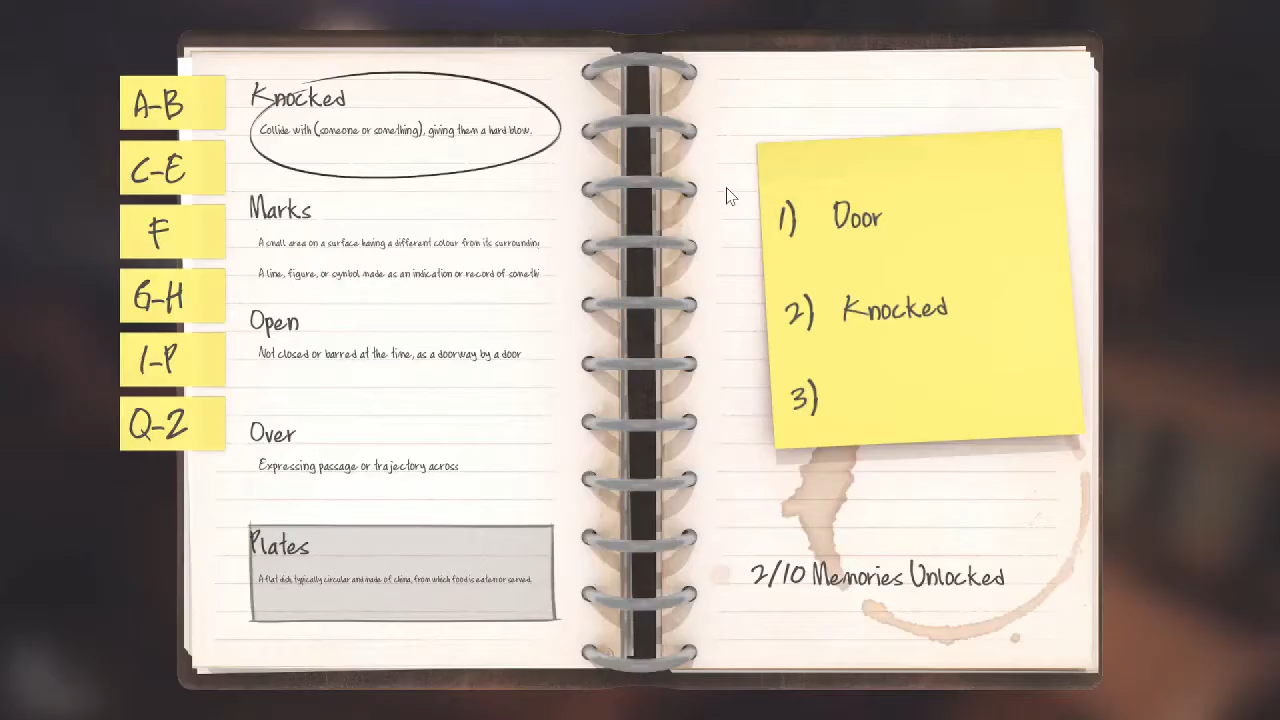 A-B
C-E
F
G-H
I-P
Q-Z
Knocked
Collide with (someone or something), giving them a hard blow.
Marks
A small area on a surface having a different colour from its surrounding
A line, figure, or symbol made as an indication or record of somethi
Open
Not closed or barred at the time, as a doorway by a door
Over
Expressing passage or trajectory across
Plates
A flat dish, typically circular and made of china, from which food is eaten or served.
1) Door
2) Knocked
3)
2/10 Memories Unlocked